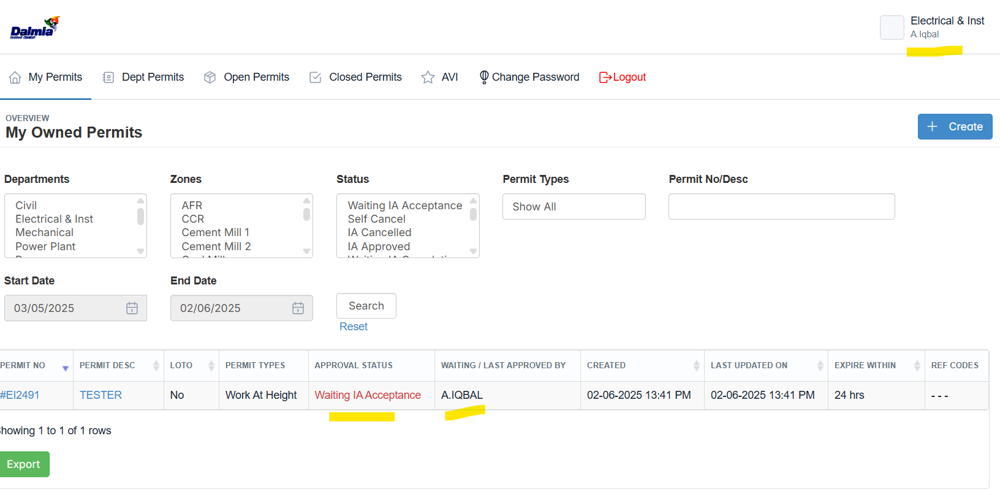 Dalmia
BHARAT CEMENT
Electrical & Inst
A.Iqbal
My Permits
Dept Permits
Open Permits
Closed Permits
AVI
Change Password
Logout
OVERVIEW
My Owned Permits
Create
Departments
Zones
Status
Permit Types
Permit No/Desc
Civil
Electrical & Inst
Mechanical
Power Plant
AFR
CCR
Cement Mill 1
Cement Mill 2
Waiting IA Acceptance
Self Cancel
IA Cancelled
IA Approved
Show All
Start Date
End Date
03/05/2025
02/06/2025
Search
Reset
PERMIT NO PERMIT DESC LOTO PERMIT TYPES APPROVAL STATUS WAITING / LAST APPROVED BY CREATED LAST UPDATED ON EXPIRE WITHIN REF CODES
#EI2491 TESTER No Work At Height Waiting IA Acceptance A.IQBAL 02-06-2025 13:41 PM 02-06-2025 13:41 PM 24 hrs - - -
howing 1 to 1 of 1 rows
Export